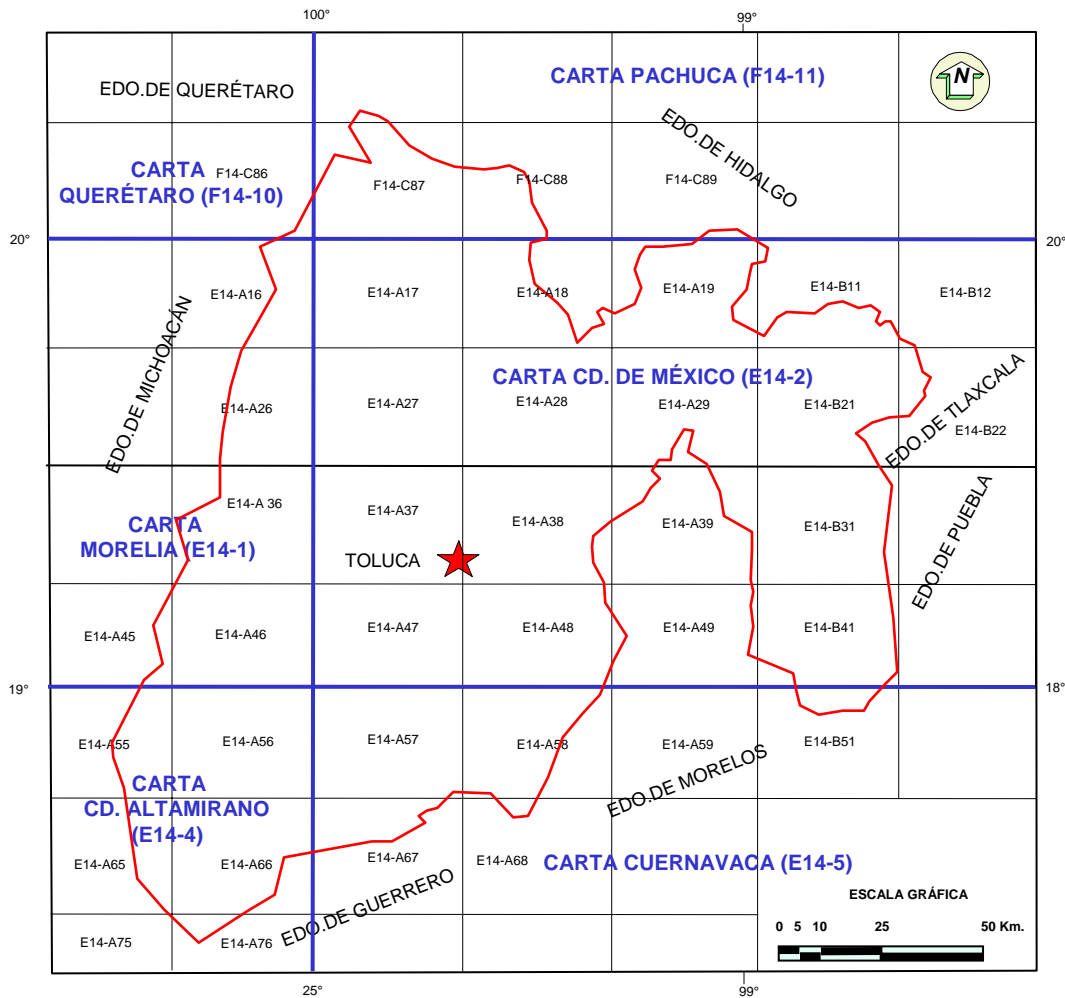 100°
99°
EDO.DE QUERÉTARO
CARTA PACHUCA (F14-11)
N
EDO.DE HIDALGO
CARTA
QUERÉTARO (F14-10)
F14-C86
F14-C87
F14-C88
F14-C89
20°
20°
EDO.DE MICHOACÁN
E14-A16
E14-A17
E14-A18
E14-A19
E14-B11
E14-B12
CARTA CD. DE MÉXICO (E14-2)
E14-A26
E14-A27
E14-A28
E14-A29
E14-B21
EDO.DE TLAXCALA
E14-B22
E14-A 36
E14-A37
E14-A38
E14-A39
E14-B31
EDO.DE PUEBLA
CARTA
MORELIA (E14-1)
TOLUCA
E14-A45
E14-A46
E14-A47
E14-A48
E14-A49
E14-B41
19°
18°
E14-A55
E14-A56
E14-A57
E14-A58
E14-A59
E14-B51
EDO.DE MORELOS
CARTA
CD. ALTAMIRANO
(E14-4)
E14-A65
E14-A66
E14-A67
E14-A68
CARTA CUERNAVACA (E14-5)
EDO.DE GUERRERO
E14-A75
E14-A76
ESCALA GRÁFICA
0 5 10 25 50 Km.
25°
99°